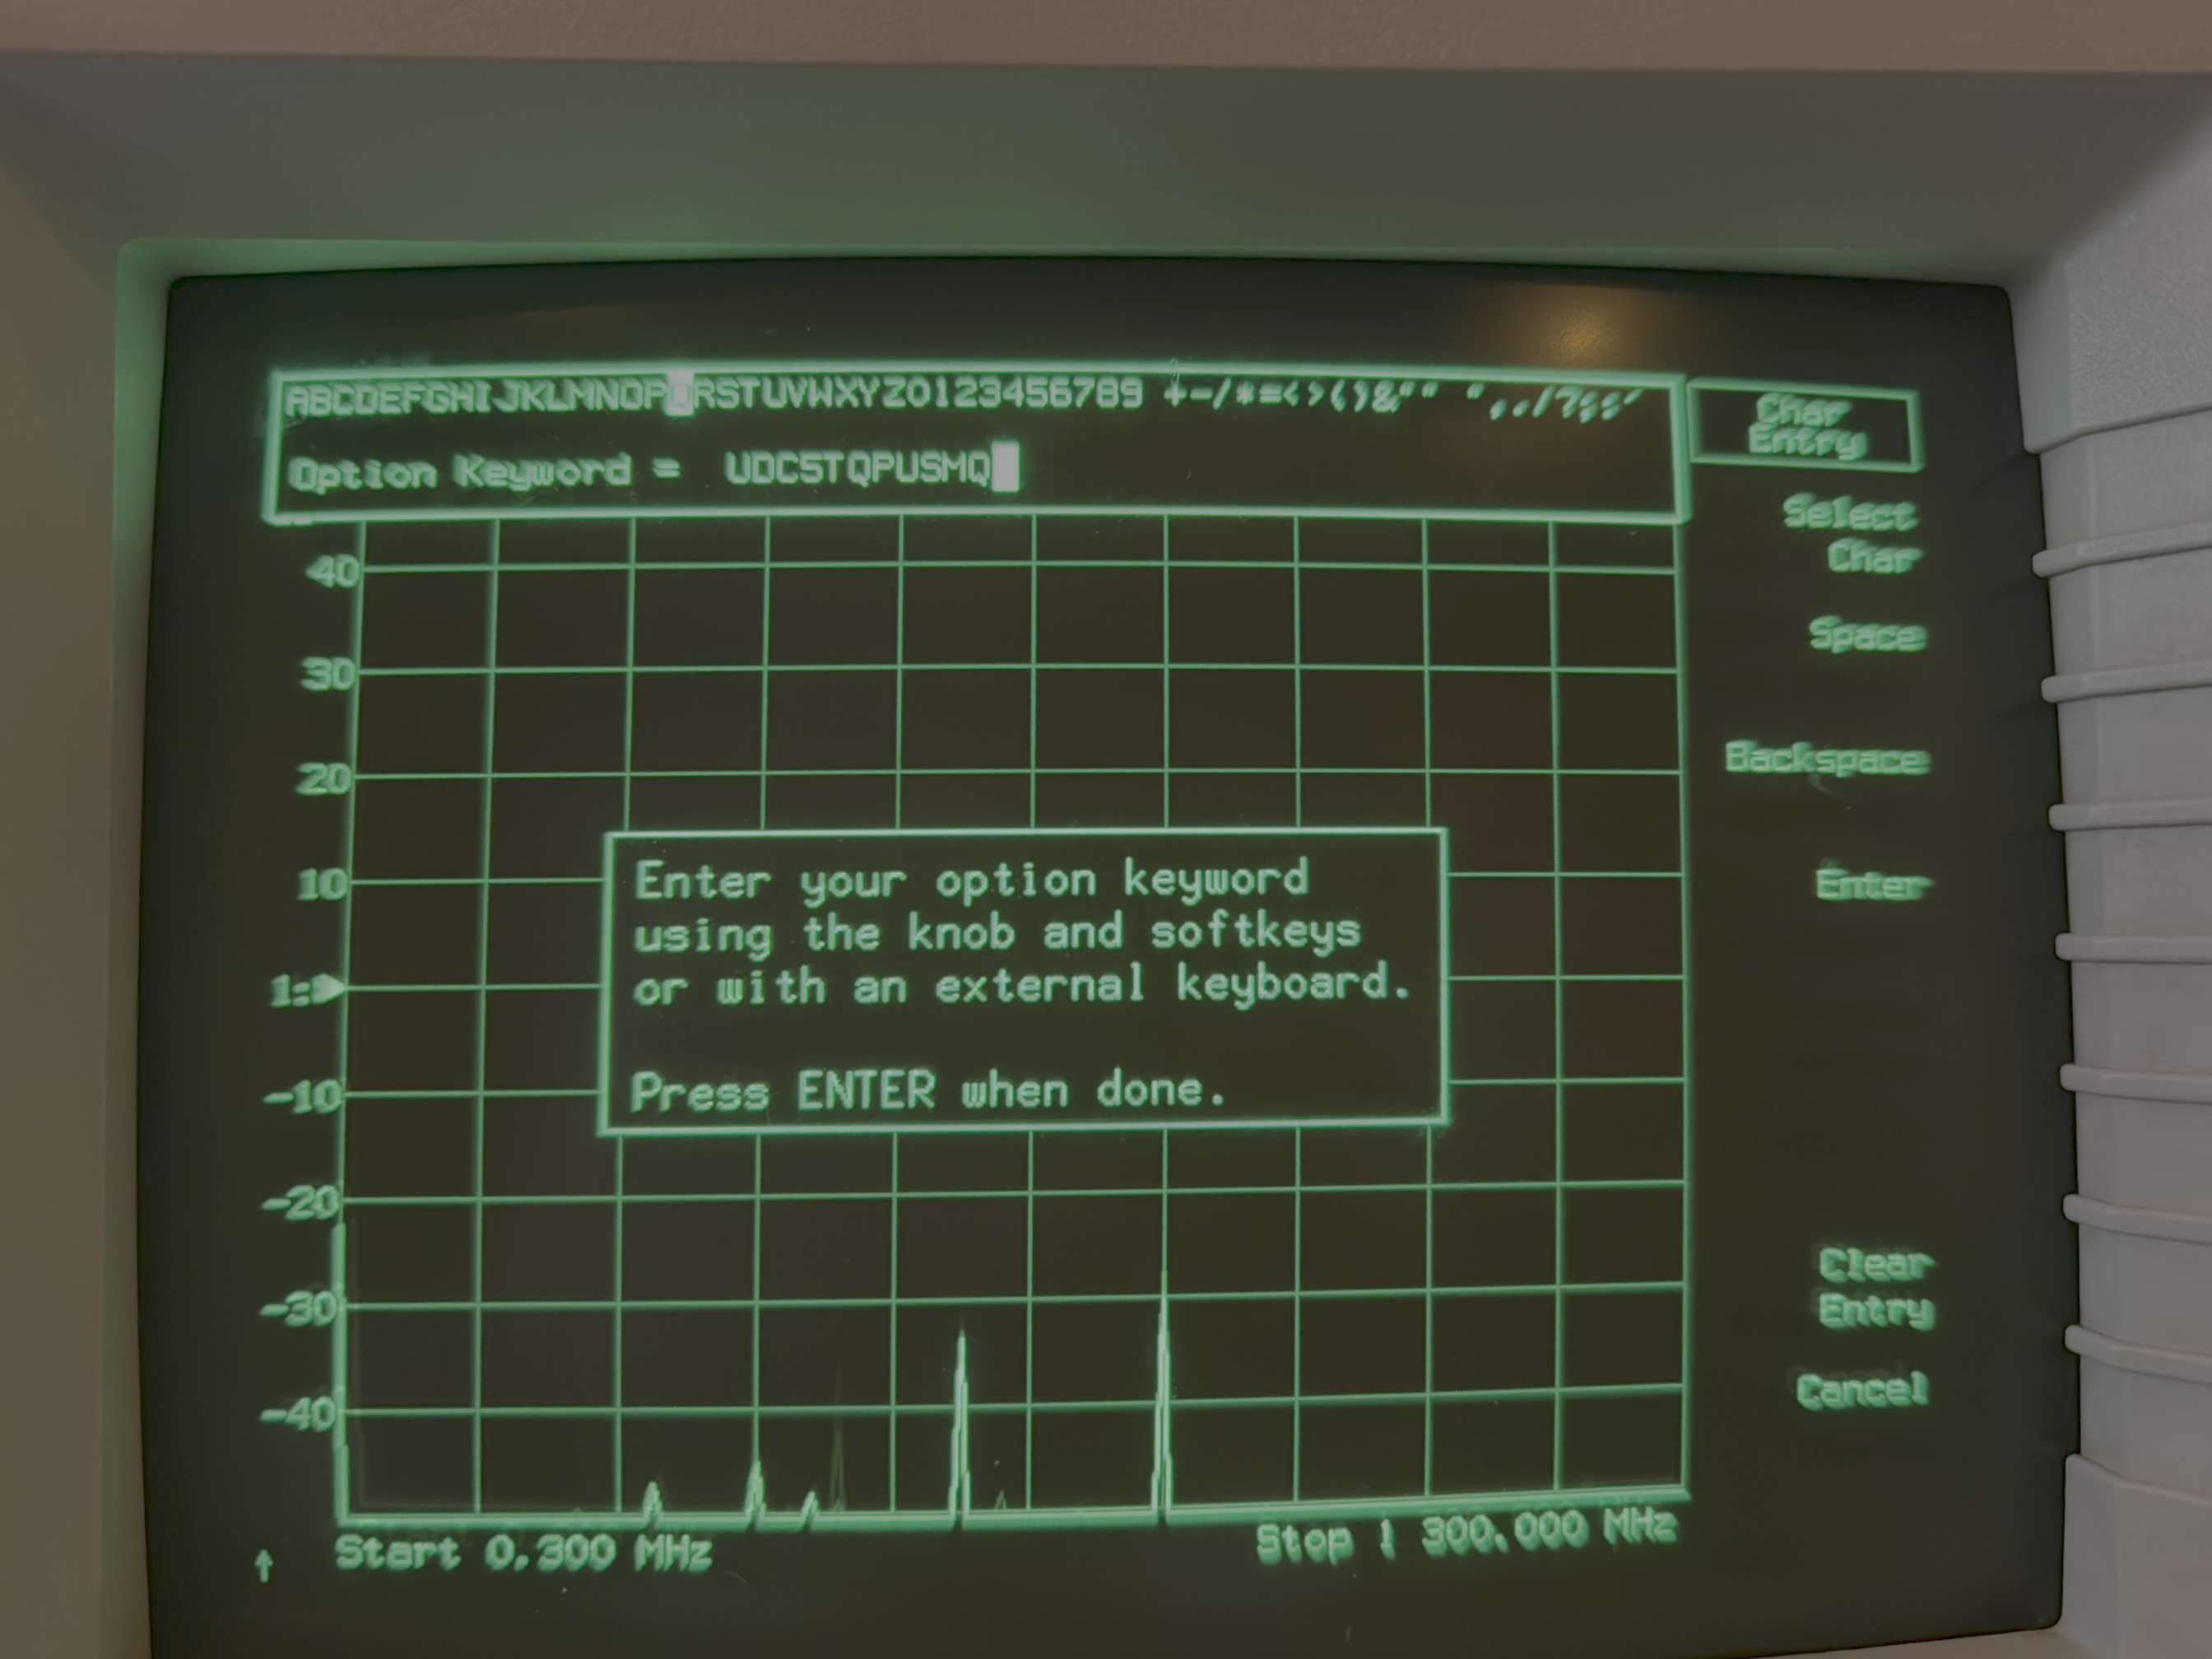 ABCDEFGHIJKLMNOPQRSTUVWXYZ0123456789 +-/*=<>()&
Option Keyword = UDC5TQPUSMQ
Char
Entry
Select
Char
Space
Backspace
Enter
Clear
Entry
Cancel
40
30
20
10
1:
-10
-20
-30
-40
Enter your option keyword
using the knob and softkeys
or with an external keyboard.
Press ENTER when done.
↑ Start 0.300 MHz
Stop 1 300.000 MHz